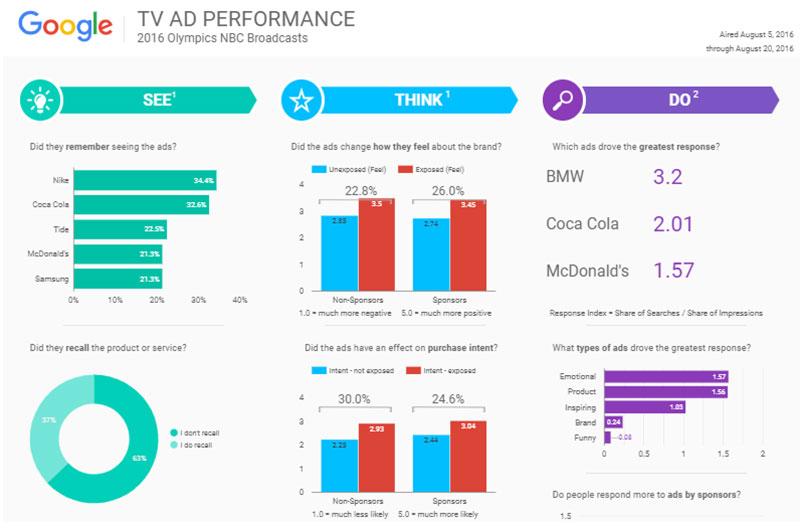 Google
TV AD PERFORMANCE
2016 Olympics NBC Broadcasts
Aired August 5, 2016
through August 20, 2016
SEE1
Did they remember seeing the ads?
Nike
34.4%
Coca Cola
32.6%
Tide
22.5%
McDonald's
21.3%
Samsung
21.3%
0% 10% 20% 30% 40%
Did they recall the product or service?
37%
63%
I don't recall
I do recall
THINK1
Did the ads change how they feel about the brand?
Unexposed (Feel) Exposed (Feel)
4
3
2
1
0
22.8% 26.0%
2.85 3.5 2.74 3.45
Non-Sponsors Sponsors
1.0 = much more negative 5.0 = much more positive
Did the ads have an effect on purchase intent?
Intent - not exposed Intent - exposed
4
3
2
1
0
30.0% 24.6%
2.25 2.93 2.44 3.04
Non-Sponsors Sponsors
1.0 = much less likely 5.0 = much more likely
DO2
Which ads drove the greatest response?
BMW 3.2
Coca Cola 2.01
McDonald's 1.57
Response Index = Share of Searches / Share of Impressions
What types of ads drove the greatest response?
Emotional 1.57
Product 1.56
Inspiring 1.03
Brand 0.24
Funny 0.08
0 0.5 1 1.5 2
Do people respond more to ads by sponsors?
1.5